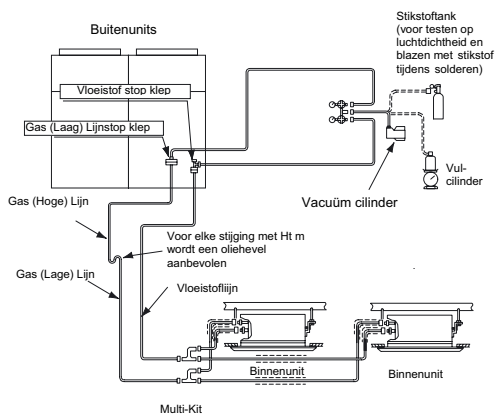 Buitenunits
Stikstoftank
(voor testen op
luchtdichtheid en
blazen met stikstof
tijdens solderen)
Vloeistof stop klep
Gas (Laag) Lijnstop klep
Vul-
cilinder
Vacuüm cilinder
Gas (Hoge) Lijn
Voor elke stijging met Ht m
wordt een oliehevel
aanbevolen
Gas (Lage) Lijn
Vloeistofliijn
Binnenunit
Binnenunit
Multi-Kit